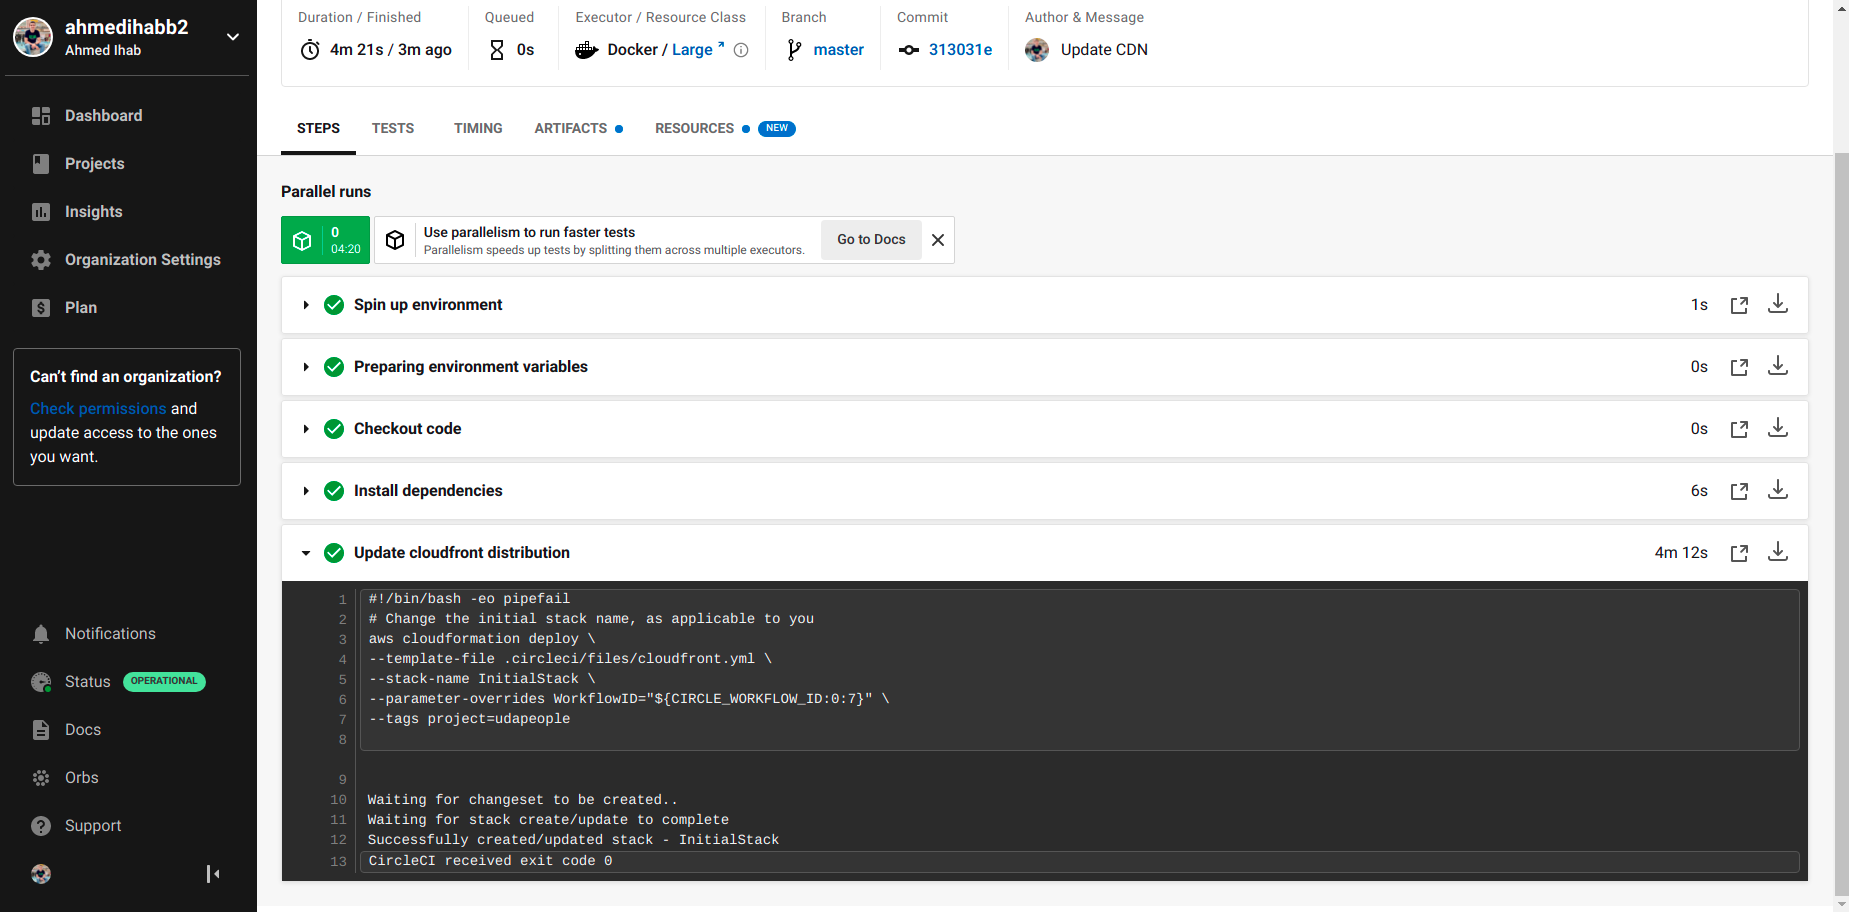 ahmedihabb2
Ahmed Ihab
Dashboard
Projects
Insights
Organization Settings
Plan
Can't find an organization?
Check permissions and
update access to the ones
you want.
Notifications
Status OPERATIONAL
Docs
Orbs
Support
Duration / Finished
4m 21s / 3m ago
Queued
0s
Executor / Resource Class
Docker / Large
Branch
master
Commit
313031e
Author & Message
Update CDN
STEPS TESTS TIMING ARTIFACTS RESOURCES NEW
Parallel runs
0
04:20
Use parallelism to run faster tests
Parallelism speeds up tests by splitting them across multiple executors.
Go to Docs
Spin up environment 1s
Preparing environment variables 0s
Checkout code 0s
Install dependencies 6s
Update cloudfront distribution 4m 12s
1 #!/bin/bash -eo pipefail
2 # Change the initial stack name, as applicable to you
3 aws cloudformation deploy \
4 --template-file .circleci/files/cloudfront.yml \
5 --stack-name InitialStack \
6 --parameter-overrides WorkflowID="${CIRCLE_WORKFLOW_ID:0:7}" \
7 --tags project=udapeople
8
9
10 Waiting for changeset to be created..
11 Waiting for stack create/update to complete
12 Successfully created/updated stack - InitialStack
13 CircleCI received exit code 0